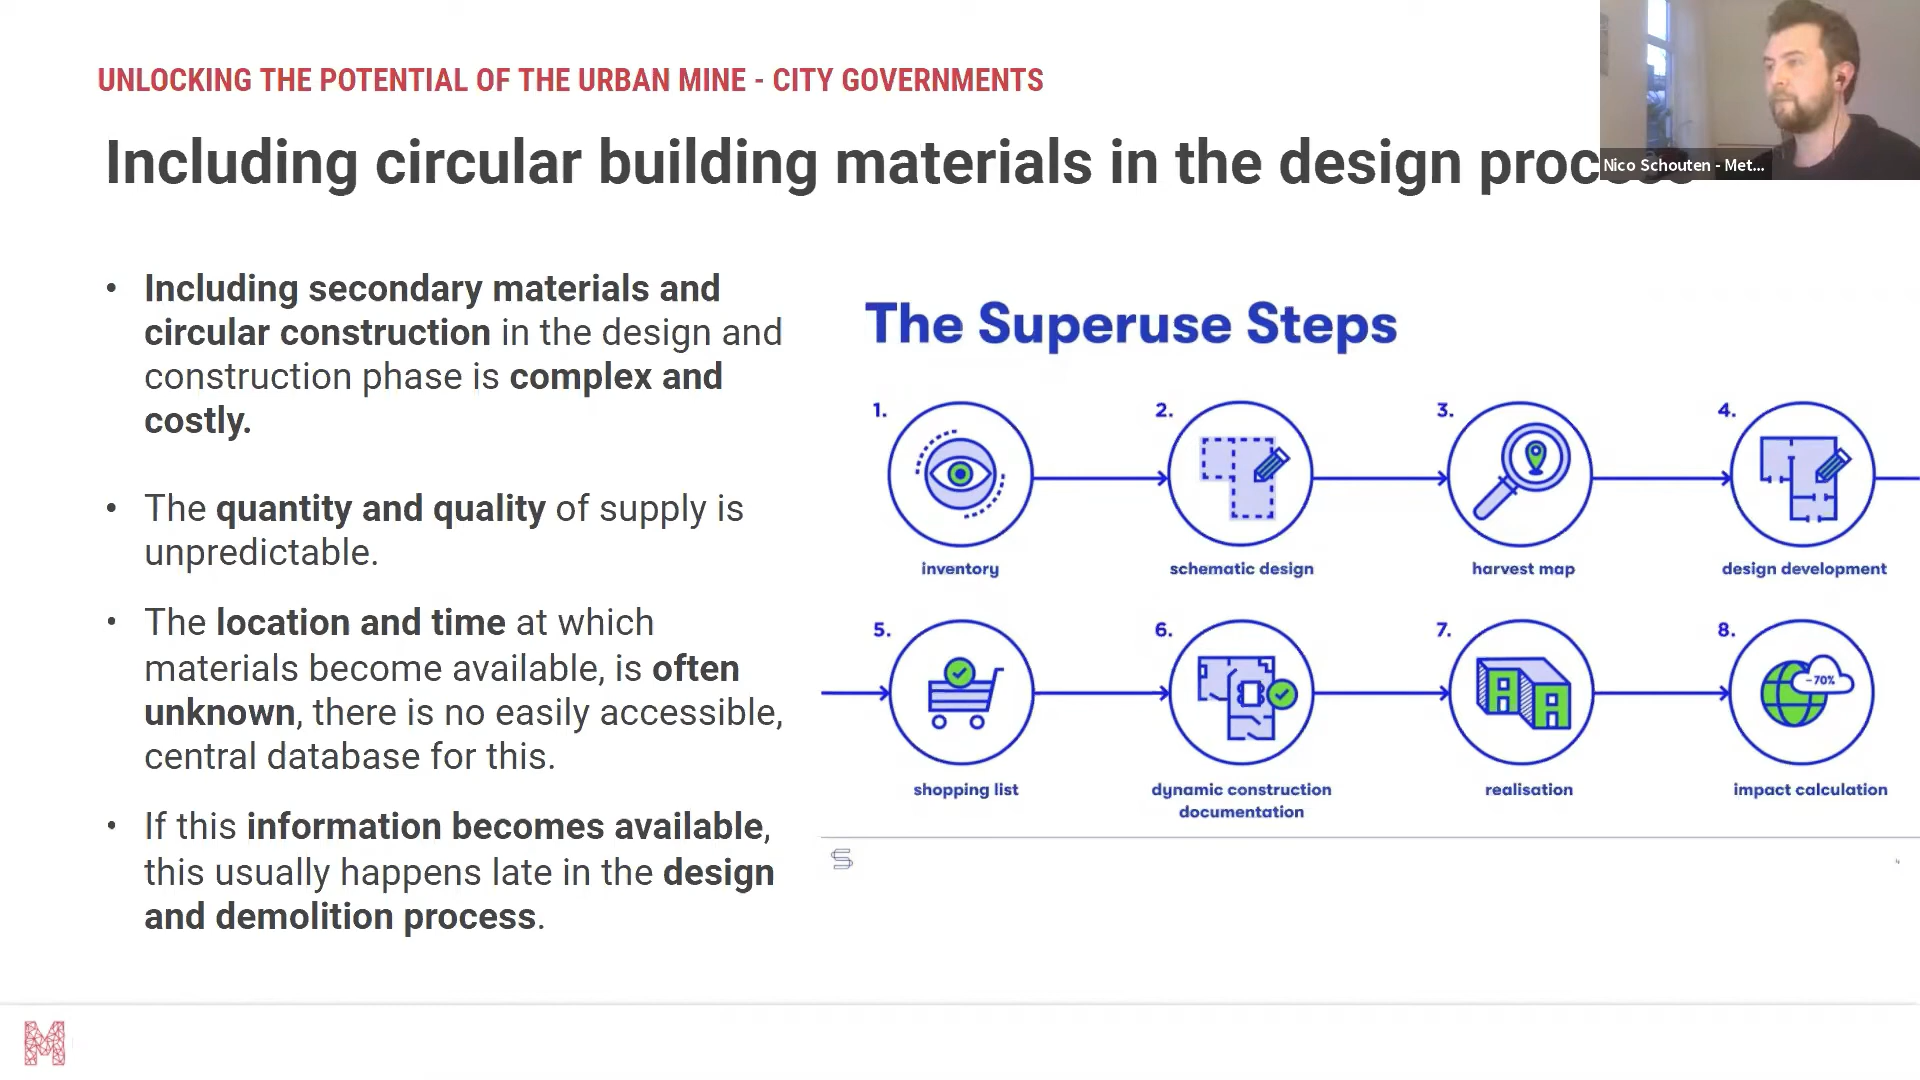 UNLOCKING THE POTENTIAL OF THE URBAN MINE - CITY GOVERNMENTS
Including circular building materials in the design
Nico Schouten - Met...
• Including secondary materials and
circular construction in the design and
construction phase is complex and
costly.
• The quantity and quality of supply is
unpredictable.
• The location and time at which
materials become available, is often
unknown, there is no easily accessible,
central database for this.
• If this information becomes available,
this usually happens late in the design
and demolition process.
The Superuse Steps
1.
2.
3.
4.
inventory
schematic design
harvest map
design development
5.
6.
7.
8.
-70%
shopping list
dynamic construction
documentation
realisation
impact calculation
M